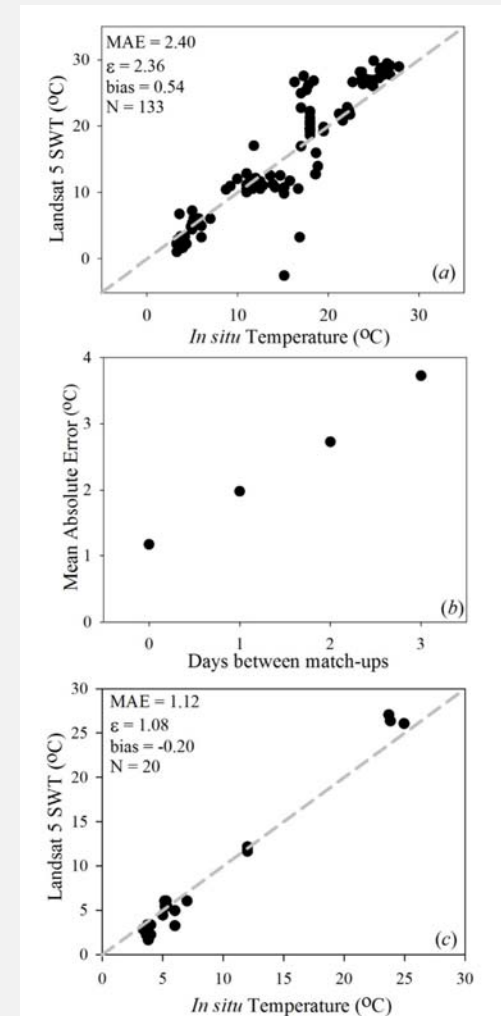 MAE = 2.40
ε = 2.36
bias = 0.54
N = 133
30
20
10
0
Landsat 5 SWT (ºC)
(a)
0 10 20 30
In situ Temperature (ºC)
4
3
2
1
0
Mean Absolute Error (ºC)
(b)
0 1 2 3
Days between match-ups
MAE = 1.12
ε = 1.08
bias = -0.20
N = 20
30
25
20
15
10
5
0
Landsat 5 SWT (ºC)
(c)
0 5 10 15 20 25 30
In situ Temperature (ºC)